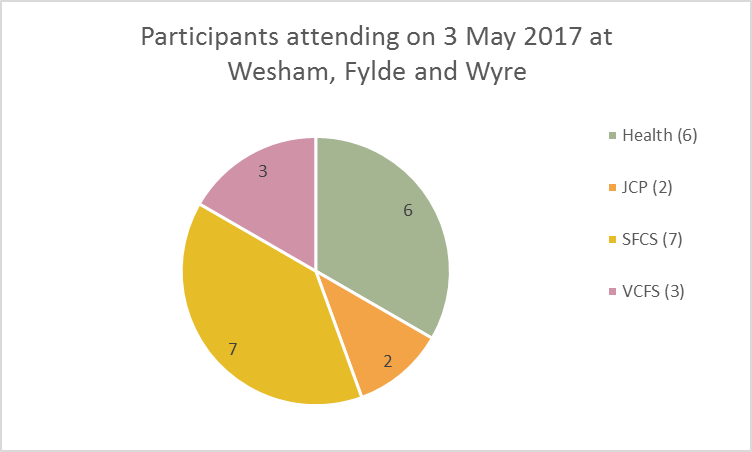 Participants attending on 3 May 2017 at
Wesham, Fylde and Wyre
3
6
7
2
Health (6)
JCP (2)
SFCS (7)
VCFS (3)